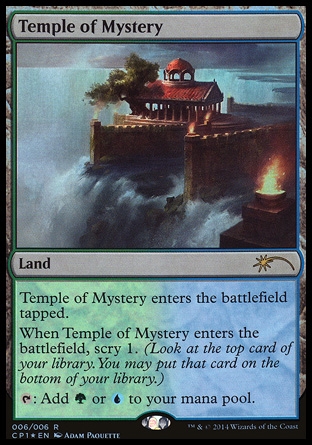 Temple of Mystery
Land
Temple of Mystery enters the battlefield
tapped.
When Temple of Mystery enters the
battlefield, scry 1. (Look at the top card of
your library. You may put that card on
the bottom of your library.)
: Add or to your mana pool.
006/006 R
CP1 EN ADAM PAQUETTE
™ & © 2014 Wizards of the Coast